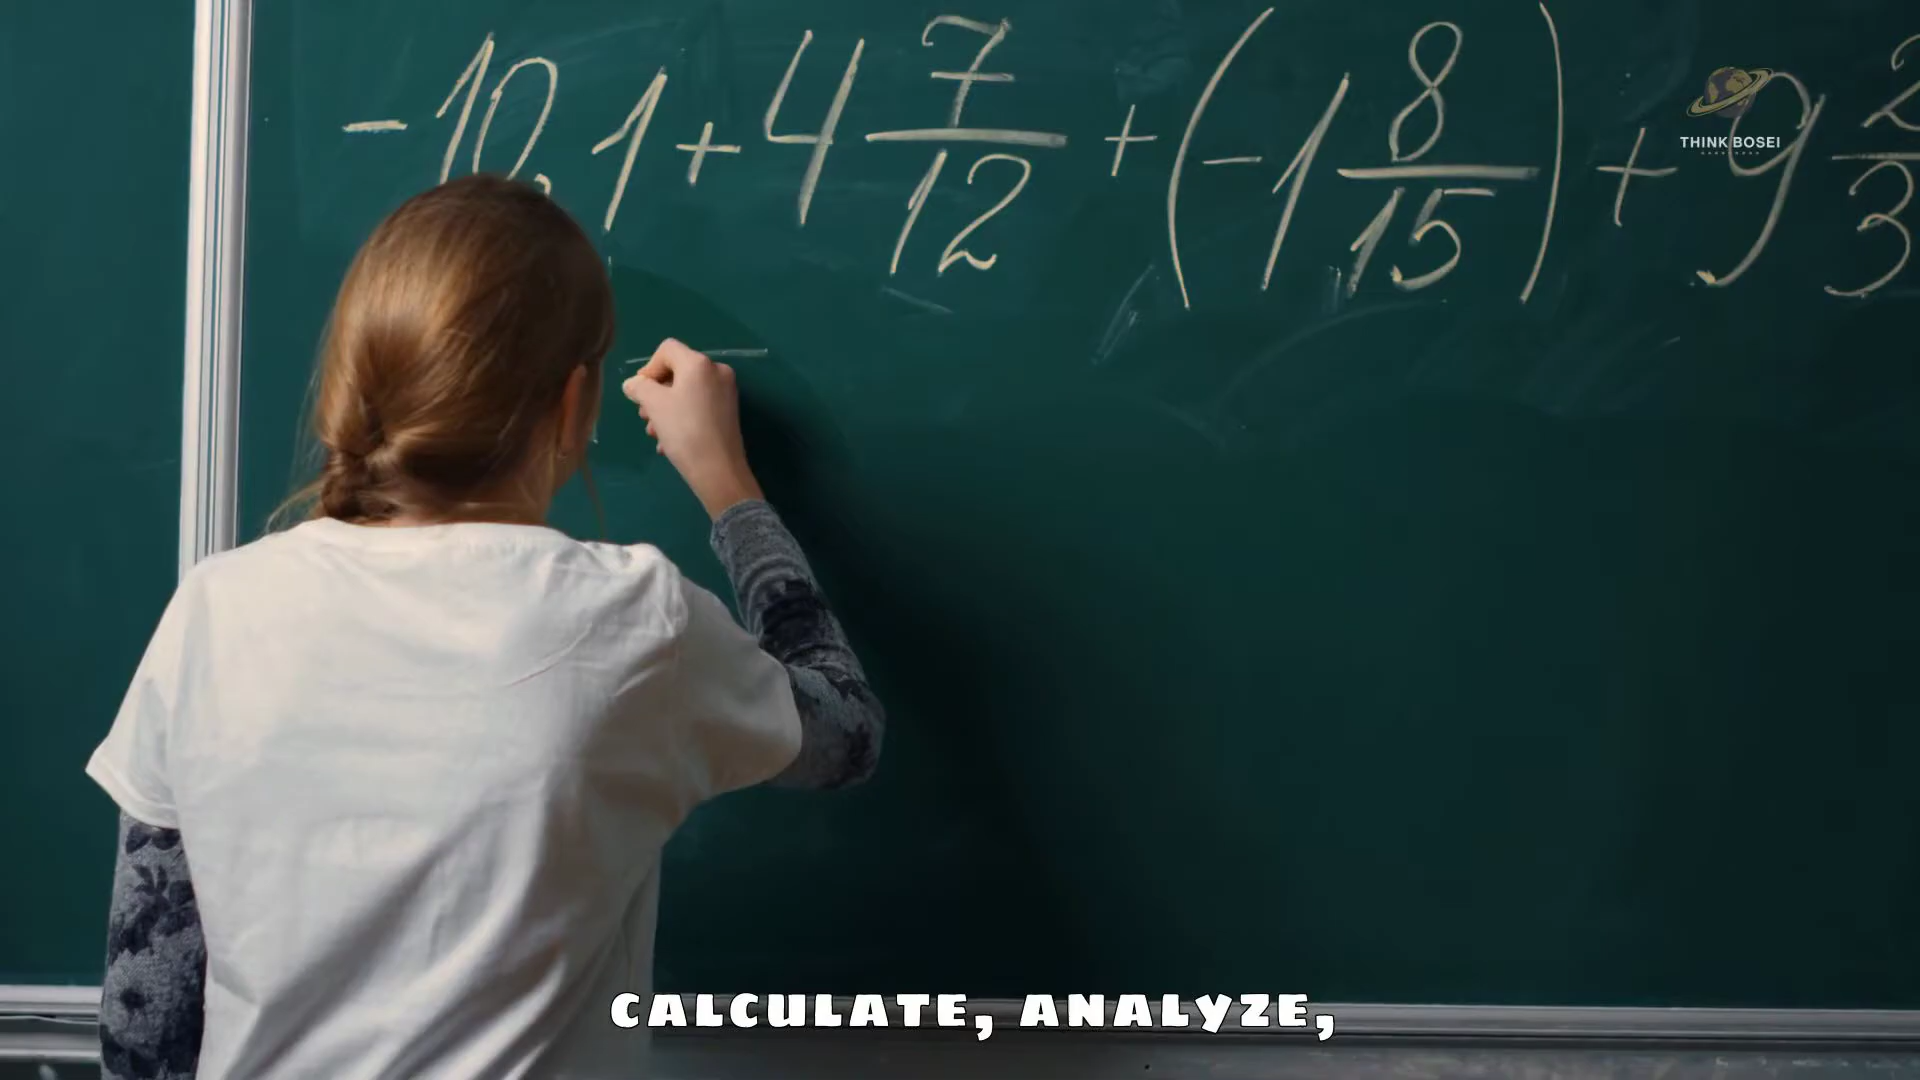 -10,1 + 4 7/12 + (-1 8/15) + 9 2/3
THINK BOSEI
CALCULATE, ANALYZE,